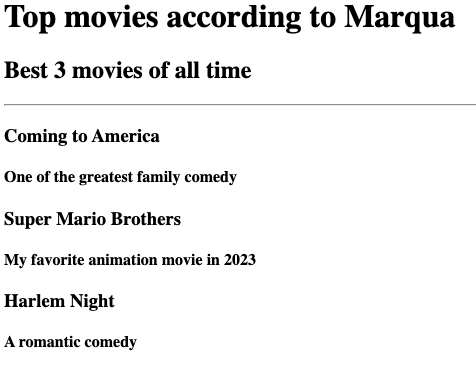 Top movies according to Marqua
Best 3 movies of all time
Coming to America
One of the greatest family comedy
Super Mario Brothers
My favorite animation movie in 2023
Harlem Night
A romantic comedy